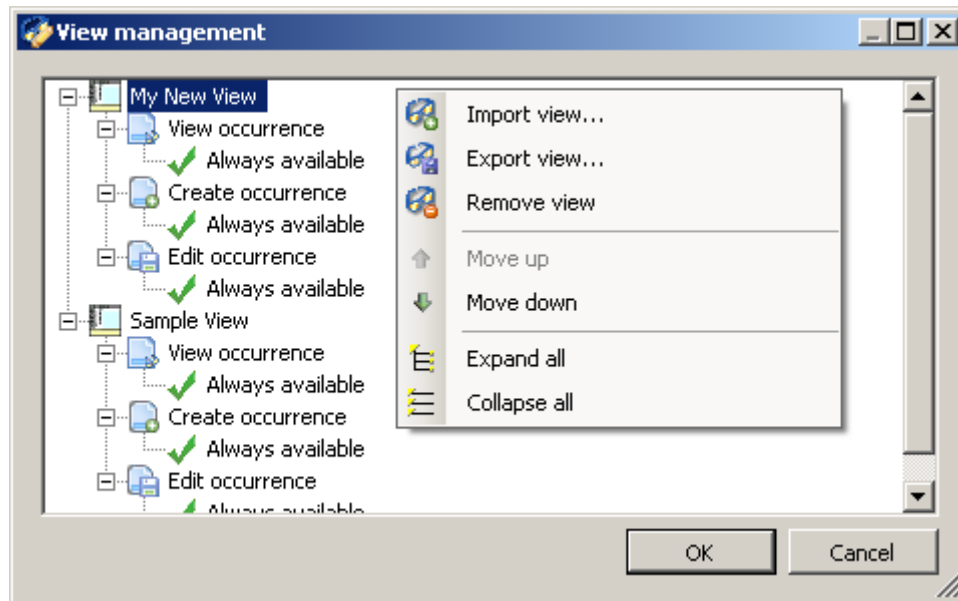 View management
My New View
View occurrence
Always available
Create occurrence
Always available
Edit occurrence
Always available
Sample View
View occurrence
Always available
Create occurrence
Always available
Edit occurrence
Always available
Import view...
Export view...
Remove view
Move up
Move down
Expand all
Collapse all
OK
Cancel